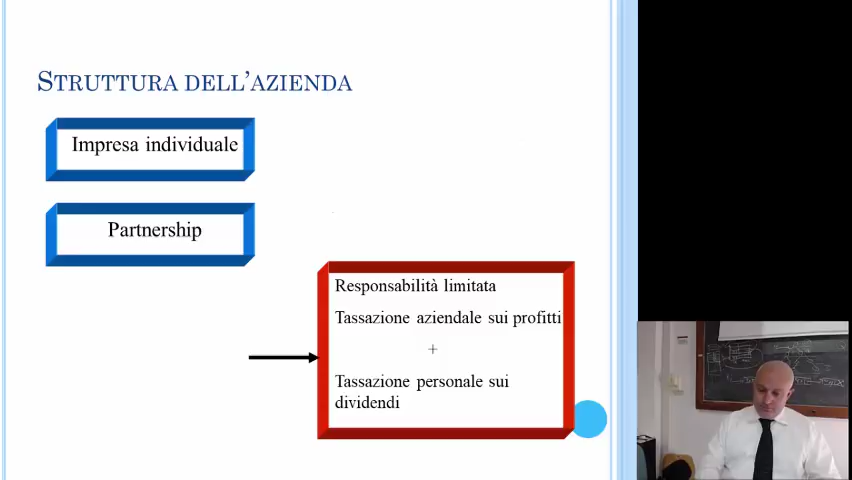 STRUTTURA DELL'AZIENDA
Impresa individuale
Partnership
Responsabilità limitata
Tassazione aziendale sui profitti
+
Tassazione personale sui
dividendi